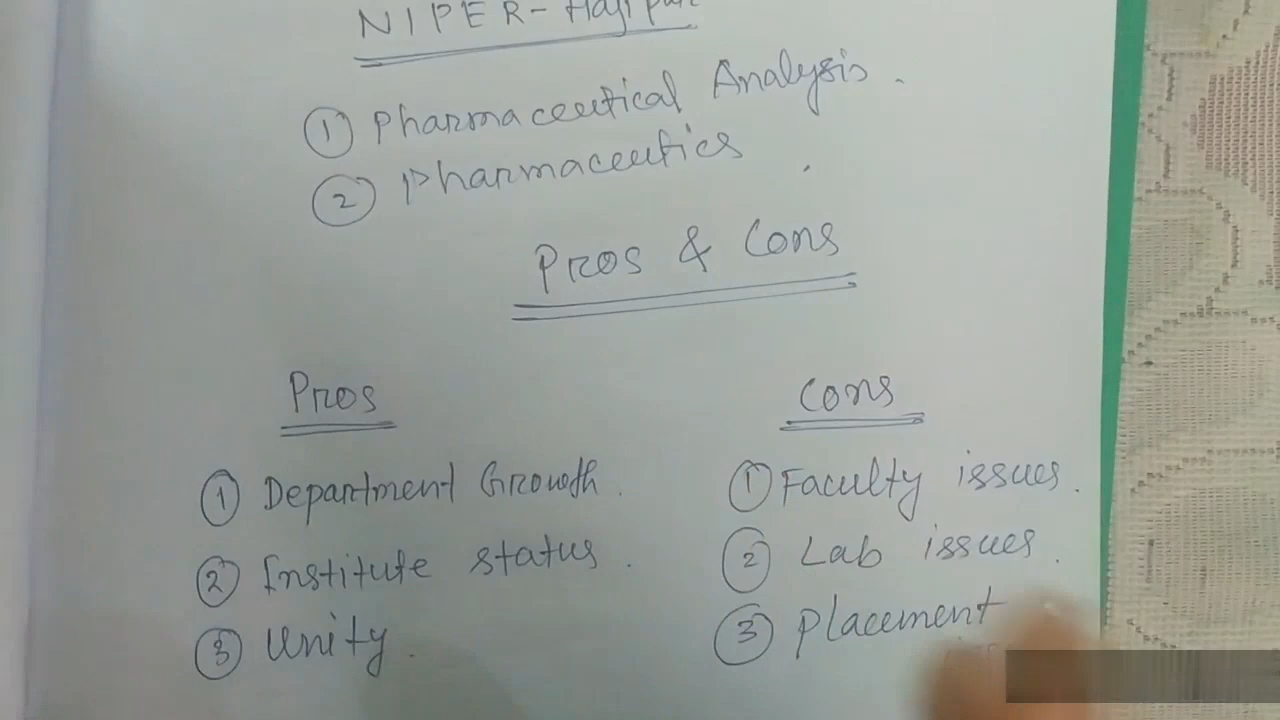 NIPER - Hajipur
① Pharmaceutical Analysis.
② Pharmaceutics
Pros & Cons
Pros
Cons
① Department Growth.
② Institute status.
③ Unity.
① Faculty issues.
② Lab issues.
③ Placement